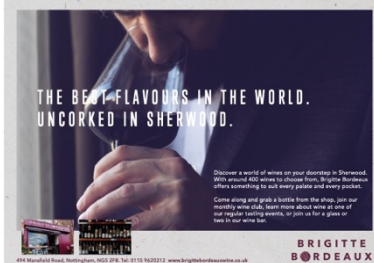 THE BEST FLAVOURS IN THE WORLD.
UNCORKED IN SHERWOOD.
Discover a world of wines on your doorstep in Sherwood.
With around 400 wines to choose from, Brigitte Bordeaux
offers something to suit every palate and every pocket.
Come along and grab a bottle from the shop, join our
monthly wine club, learn more about wine at one of
our regular tasting events, or join us for a glass or
two in our wine bar.
BRIGITTE
BORDEAUX
494 Mansfield Road, Nottingham, NG5 2FB. Tel: 0115 9620212 www.brigittebordeauxwine.co.uk